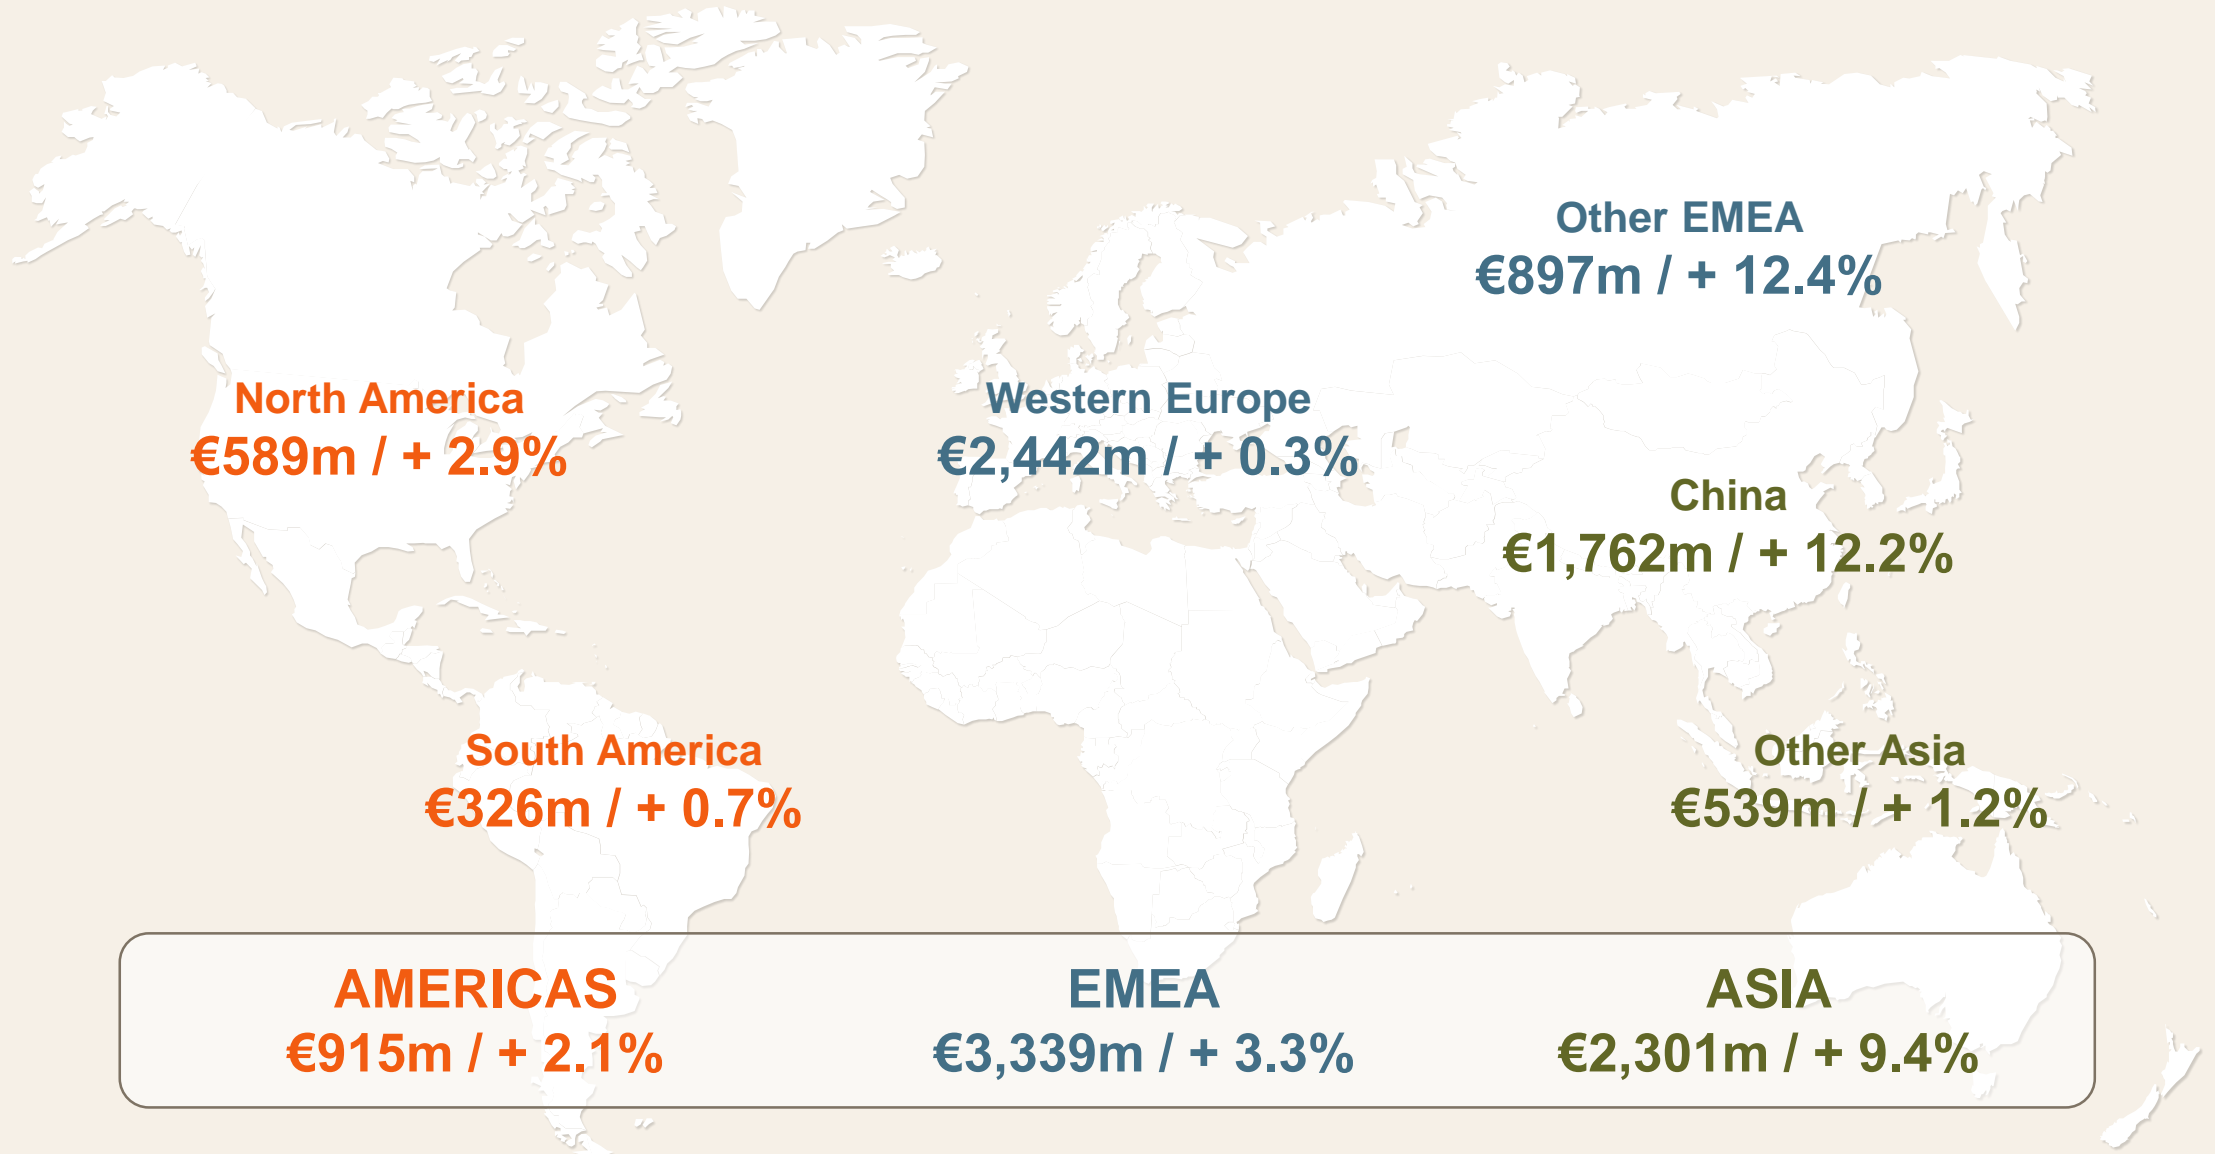 Other EMEA
€897m / + 12.4%
North America
€589m / + 2.9%
Western Europe
€2,442m / + 0.3%
China
€1,762m / + 12.2%
South America
€326m / + 0.7%
Other Asia
€539m / + 1.2%
AMERICAS
€915m / + 2.1%
EMEA
€3,339m / + 3.3%
ASIA
€2,301m / + 9.4%